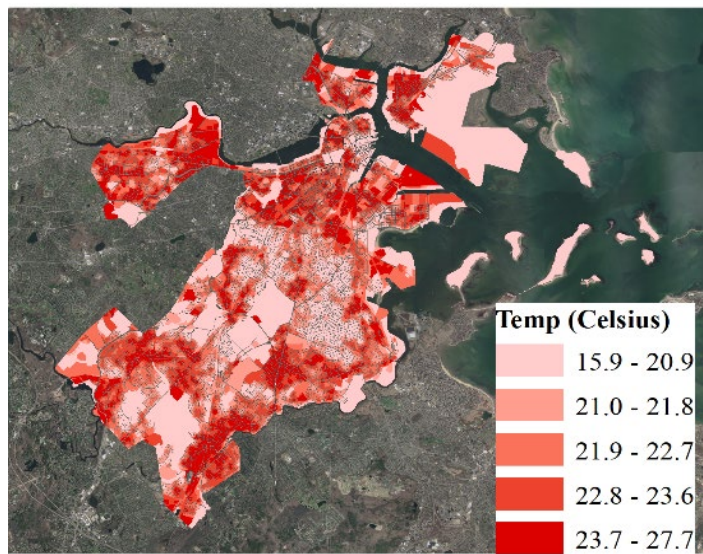 Temp (Celsius)
15.9 - 20.9
21.0 - 21.8
21.9 - 22.7
22.8 - 23.6
23.7 - 27.7